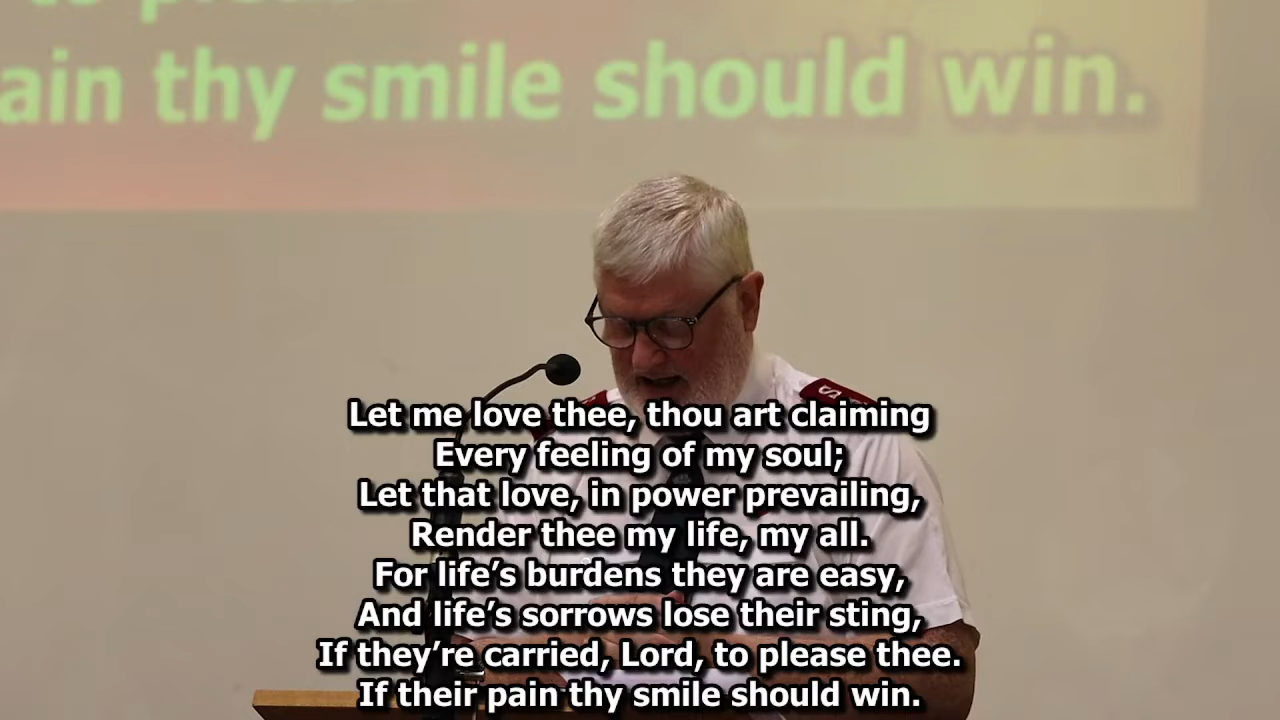 to please
ain thy smile should win.
S
Let me love thee, thou art claiming
Every feeling of my soul;
Let that love, in power prevailing,
Render thee my life, my all.
For life’s burdens they are easy,
And life’s sorrows lose their sting,
If they’re carried, Lord, to please thee.
If their pain thy smile should win.